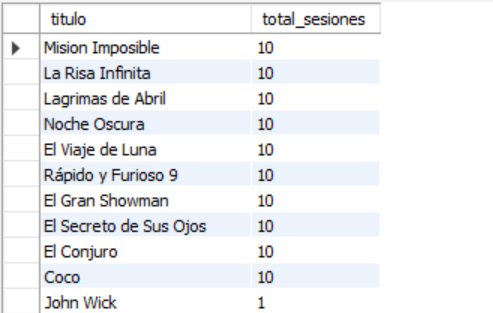 titulo total_sesiones
Mision Imposible 10
La Risa Infinita 10
Lagrimas de Abril 10
Noche Oscura 10
El Viaje de Luna 10
Rápido y Furioso 9 10
El Gran Showman 10
El Secreto de Sus Ojos 10
El Conjuro 10
Coco 10
John Wick 1